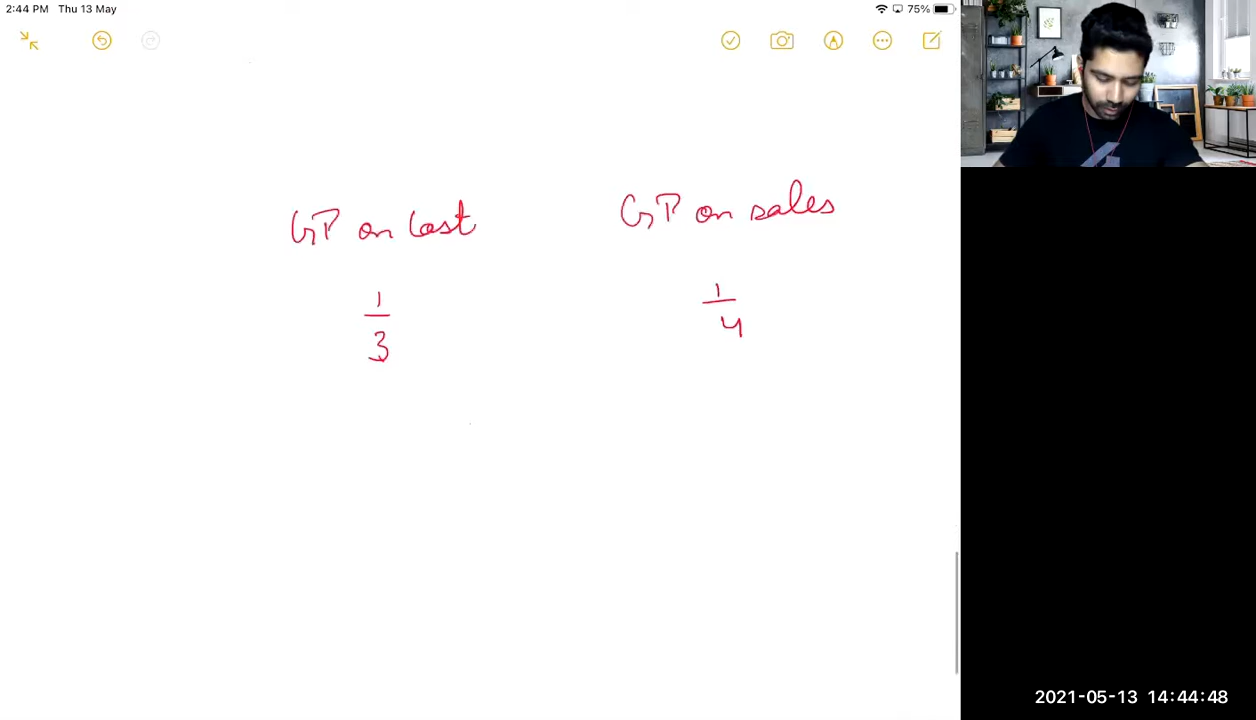 2:44 PM Thu 13 May 75%
GP on Cost GP on sales
1/3 1/4
2021-05-13 14:44:48